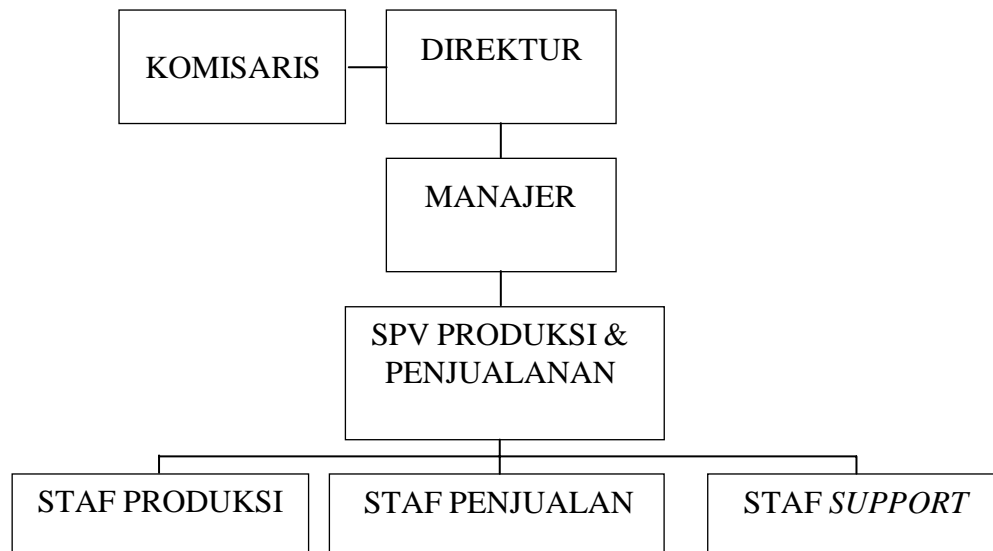 KOMISARIS
DIREKTUR
MANAJER
SPV PRODUKSI &
PENJUALANAN
STAF PRODUKSI
STAF PENJUALAN
STAF SUPPORT